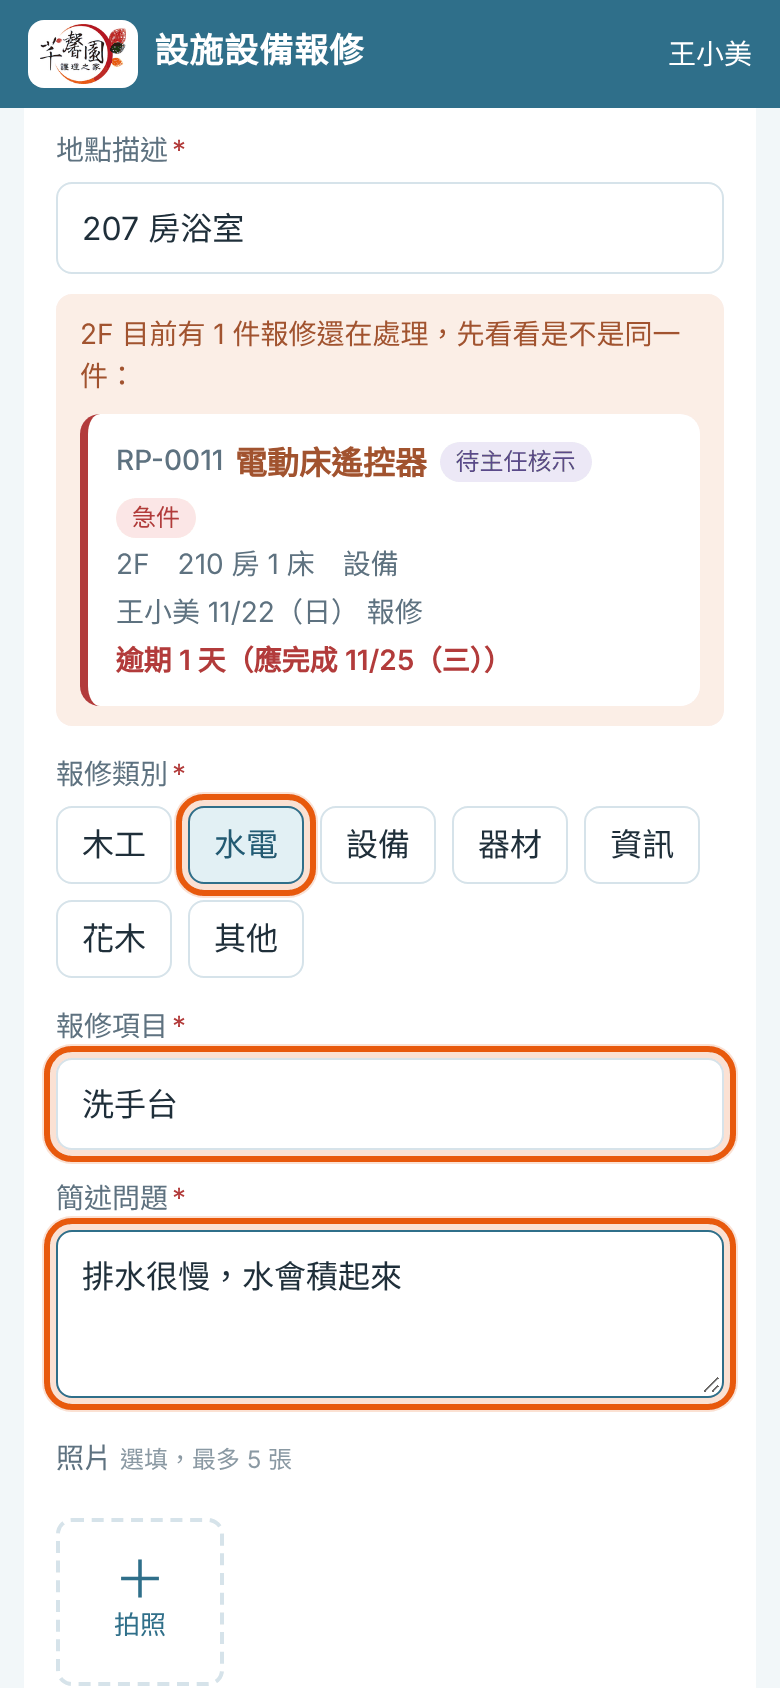 芊馨園
護理之家
設施設備報修
王小美
地點描述*
207 房浴室
2F 目前有 1 件報修還在處理，先看看是不是同一
件：
RP-0011 電動床遙控器 待主任核示
急件
2F 210 房 1 床 設備
王小美 11/22（日） 報修
逾期 1 天（應完成 11/25（三））
報修類別*
木工 水電 設備 器材 資訊
花木 其他
報修項目*
洗手台
簡述問題*
排水很慢，水會積起來
照片 選填，最多 5 張
拍照